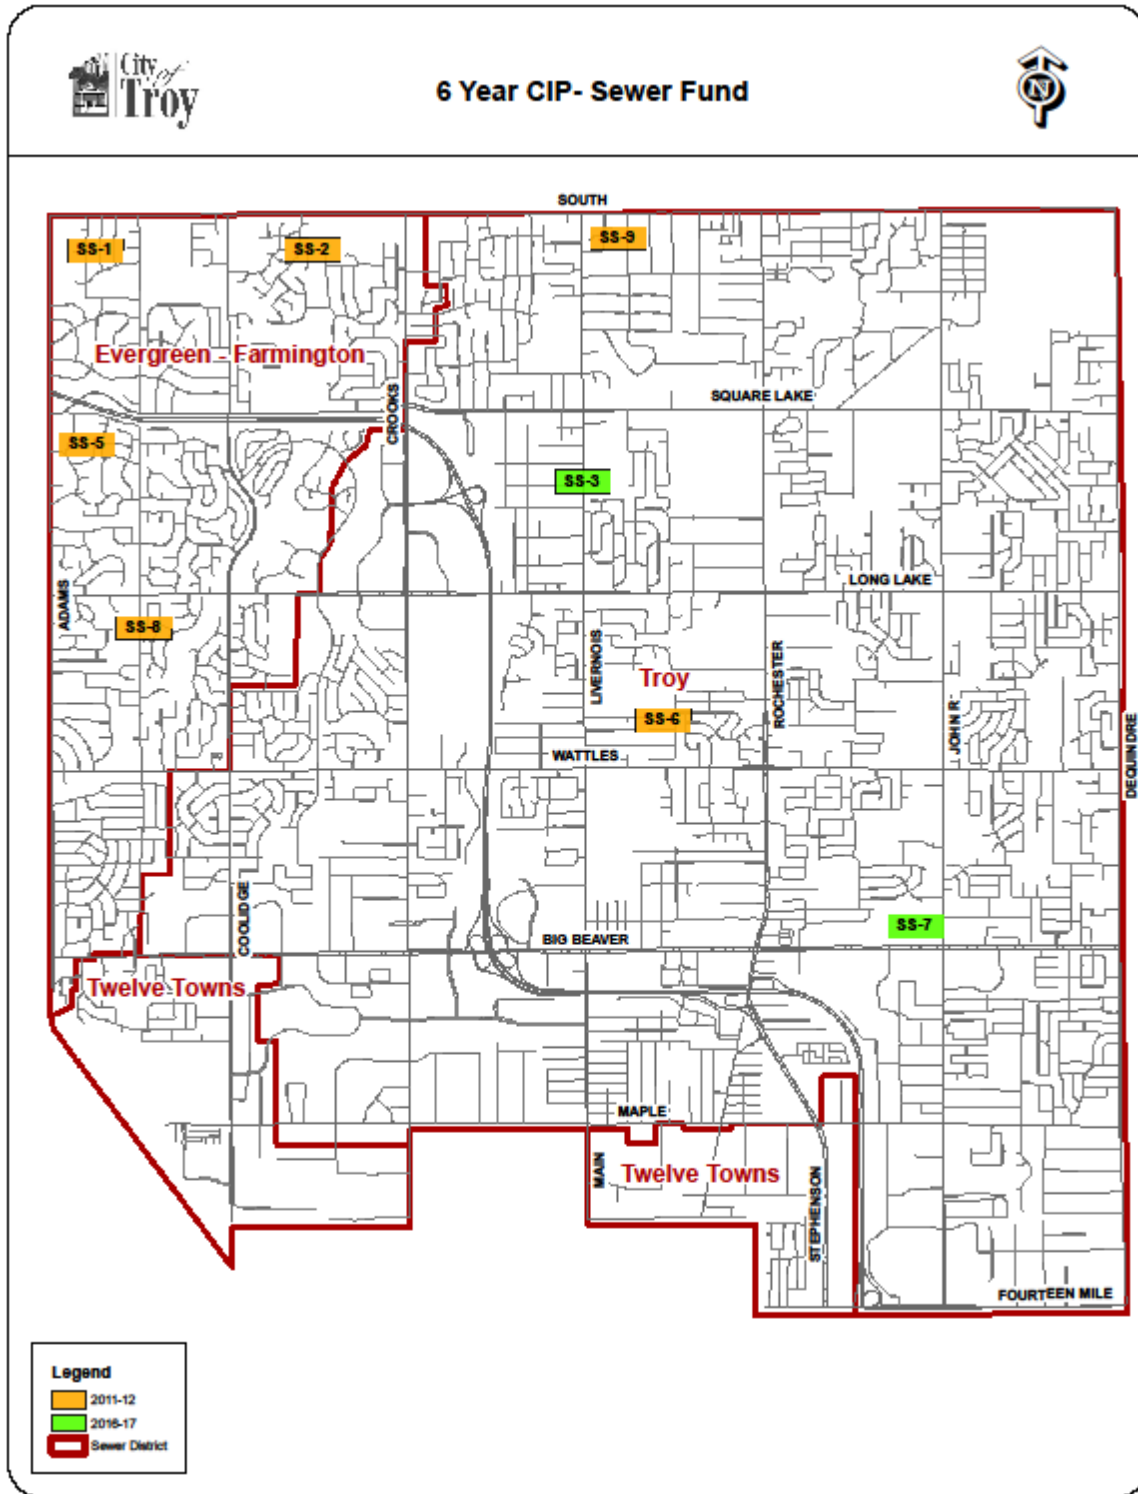 City of
Troy
6 Year CIP- Sewer Fund
N
SOUTH
SS-1
SS-2
SS-9
Evergreen - Farmington
CROOKS
SQUARE LAKE
SS-5
SS-3
ADAMS
LONG LAKE
SS-8
LIVERNOIS
ROCHESTER
Troy
SS-6
JOHN R
DEQUINDRE
WATTLES
COOLIDGE
SS-7
BIG BEAVER
Twelve Towns
MAPLE
MAIN
Twelve Towns
STEPHENSON
FOURTEEN MILE
Legend
2011-12
2016-17
Sewer District